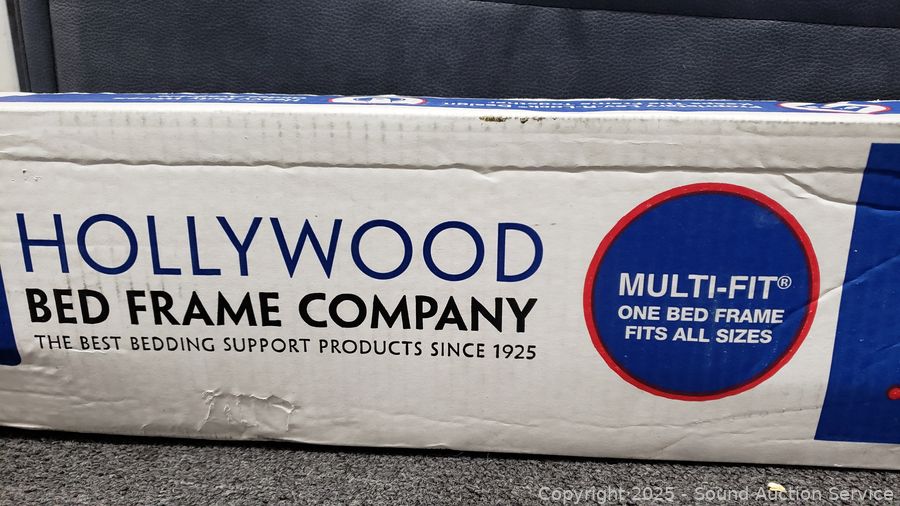 HOLLYWOOD
BED FRAME COMPANY
THE BEST BEDDING SUPPORT PRODUCTS SINCE 1925
MULTI-FIT®
ONE BED FRAME
FITS ALL SIZES
Copyright 2025 - Sound Auction Service